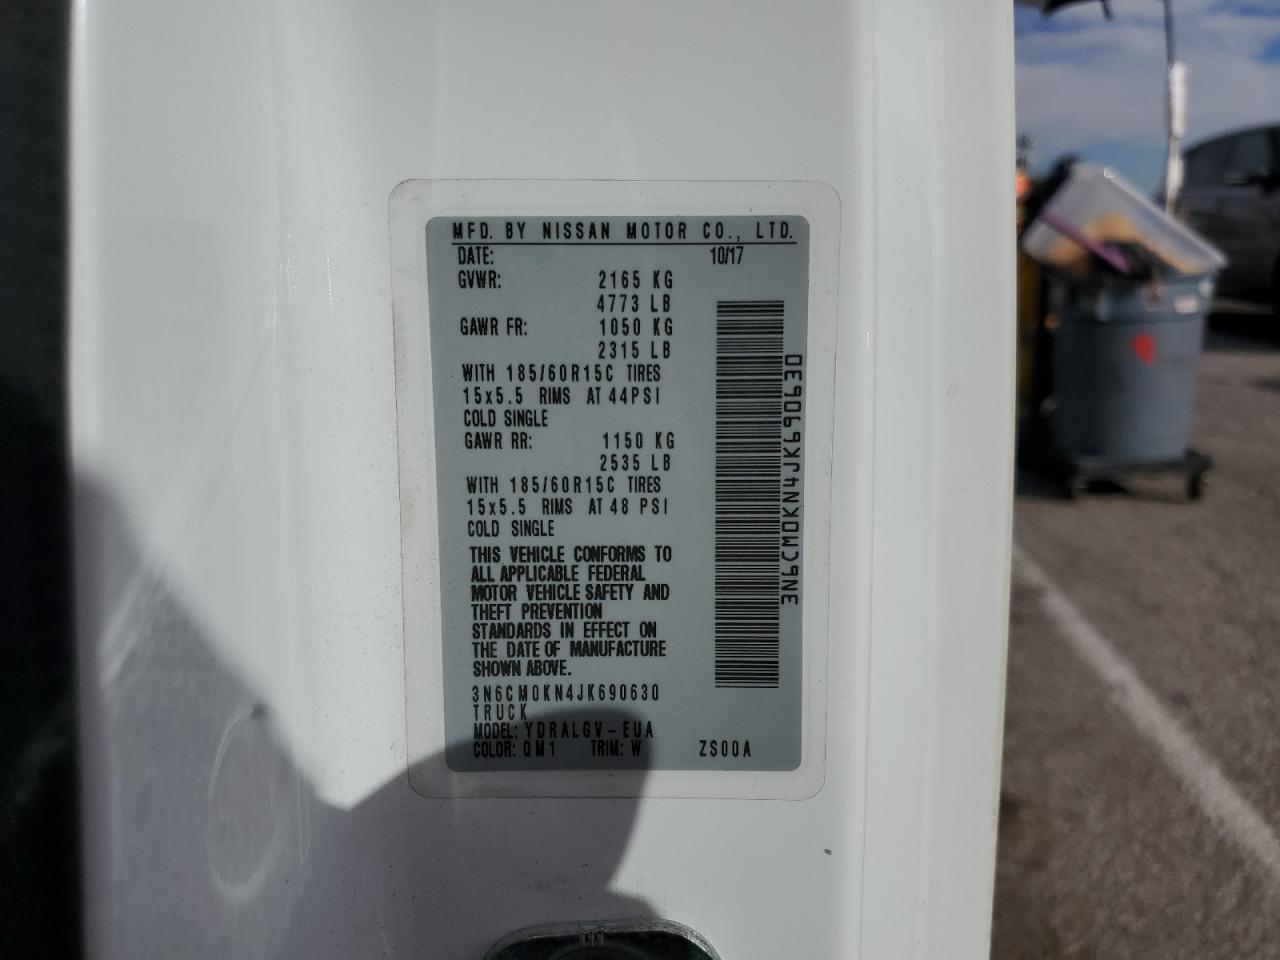 MFD. BY NISSAN MOTOR CO., LTD.
DATE: 10/17
GVWR: 2165 KG
4773 LB
GAWR FR: 1050 KG
2315 LB
WITH 185/60R15C TIRES
15x5.5 RIMS AT 44PSI
COLD SINGLE
GAWR RR: 1150 KG
2535 LB
WITH 185/60R15C TIRES
15x5.5 RIMS AT 48 PSI
COLD SINGLE
THIS VEHICLE CONFORMS TO
ALL APPLICABLE FEDERAL
MOTOR VEHICLE SAFETY AND
THEFT PREVENTION
STANDARDS IN EFFECT ON
THE DATE OF MANUFACTURE
SHOWN ABOVE.
3N6CM0KN4JK690630
TRUCK
MODEL: YDRALGV-EUA
COLOR: QM1 TRIM: W ZS00A
3N6CM0KN4JK690630